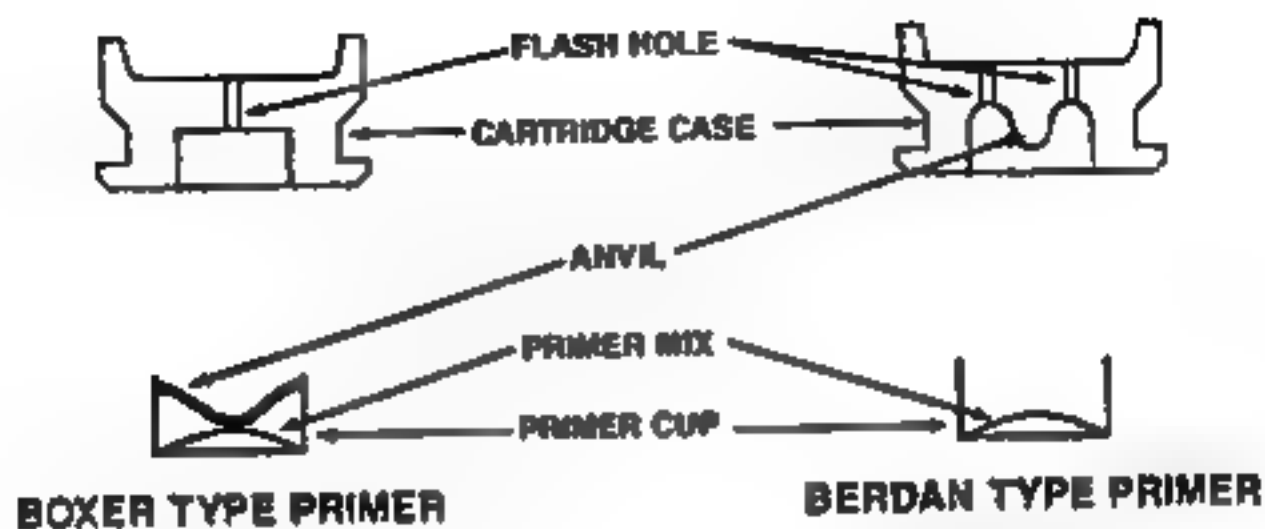 FLASH HOLE
CARTRIDGE CASE
ANVIL
PRIMER MIX
PRIMER CUP
BOXER TYPE PRIMER
BERDAN TYPE PRIMER